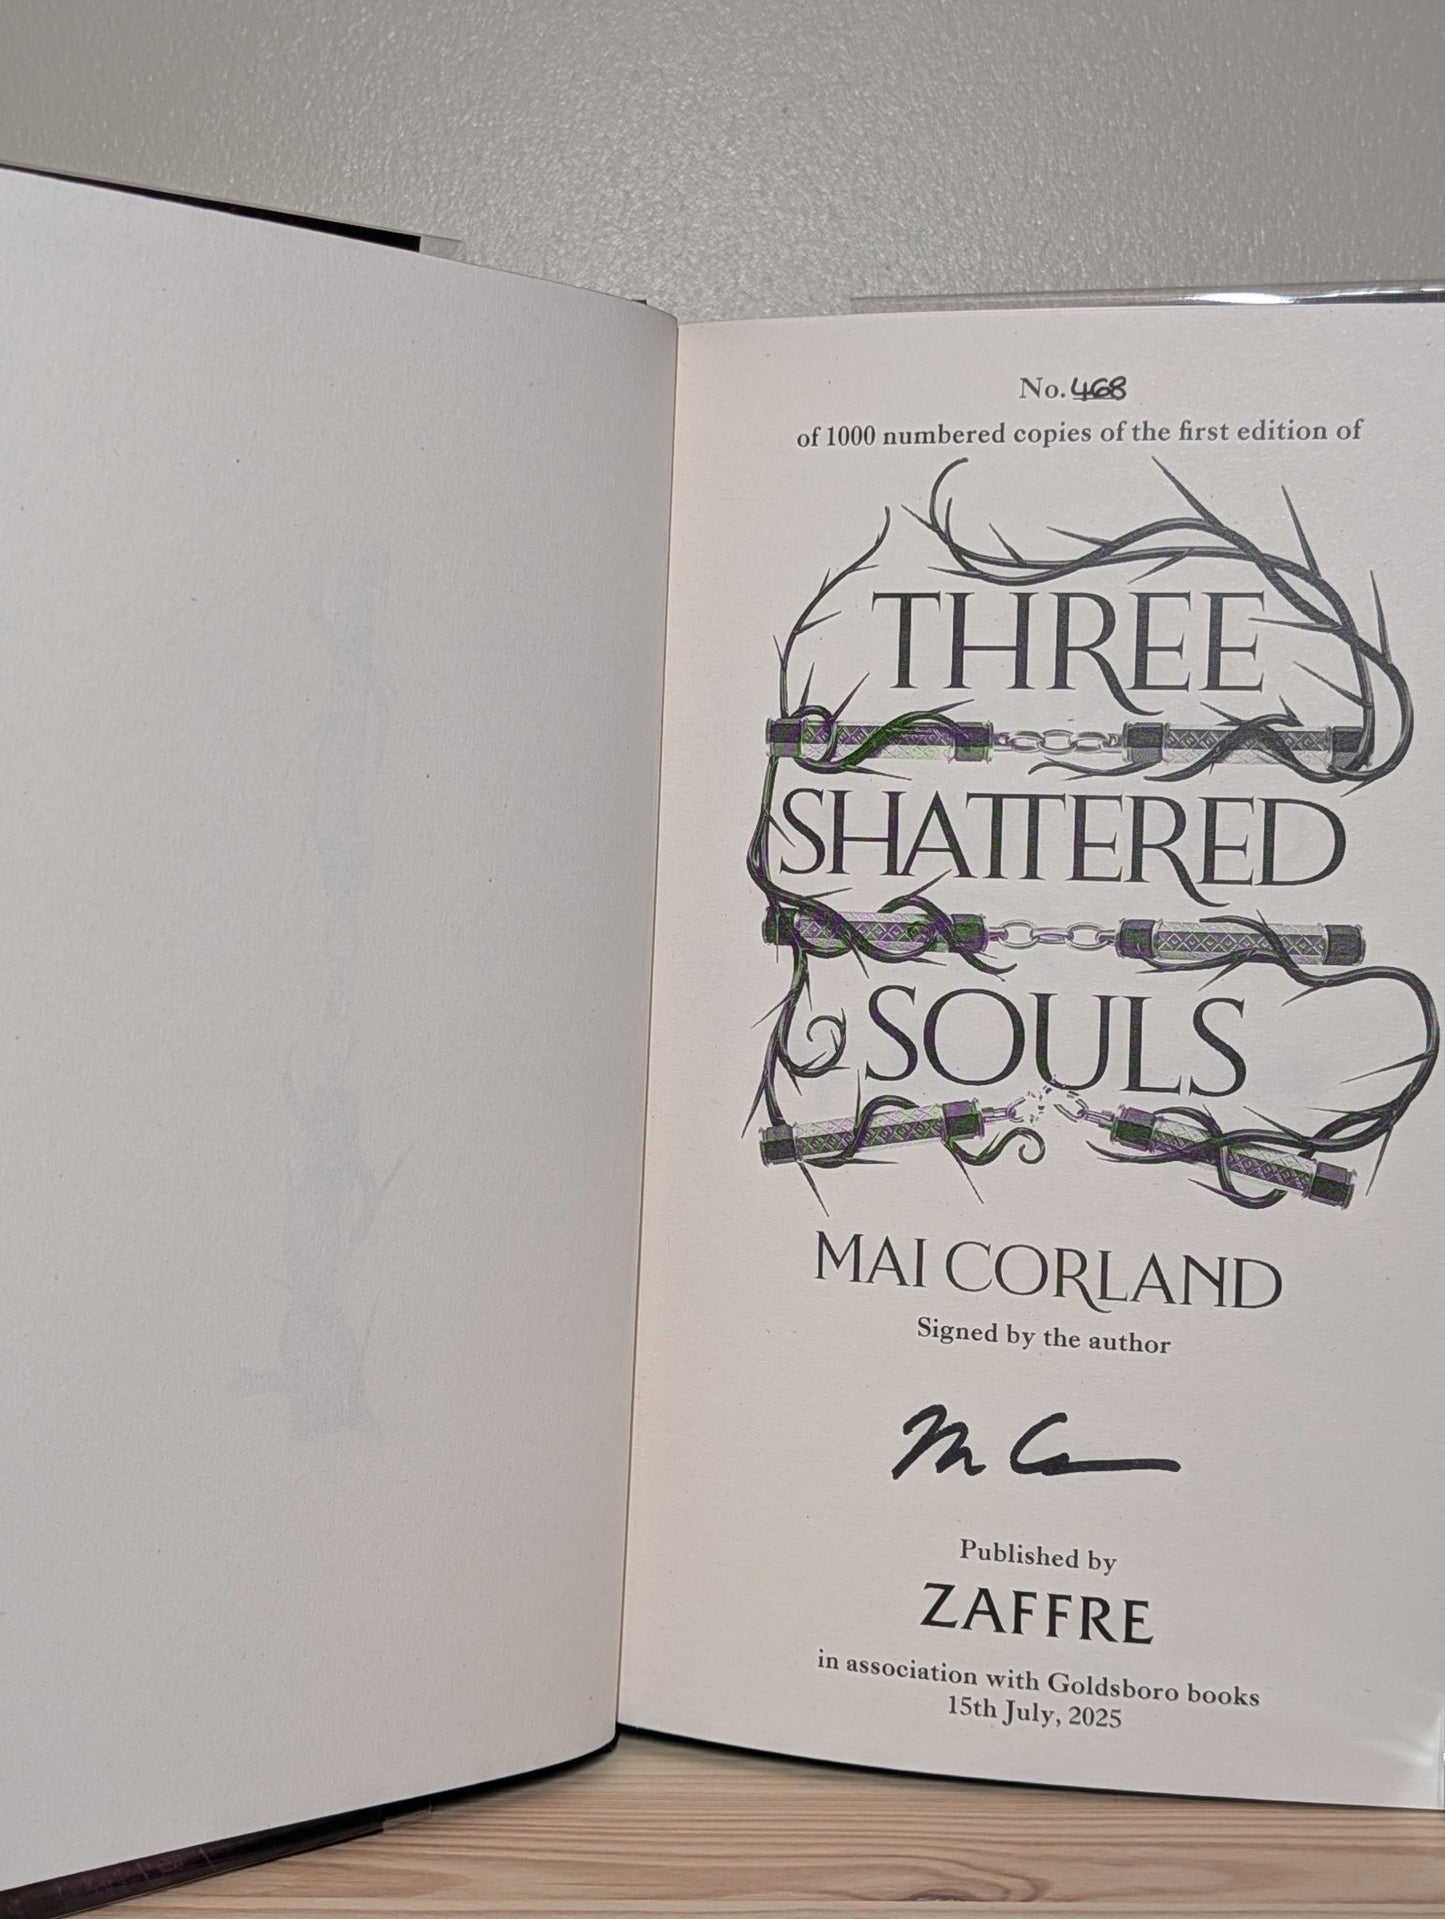 No. 468
of 1000 numbered copies of the first edition of
THREE
SHATTERED
SOULS
MAI CORLAND
Signed by the author
M C
Published by
ZAFFRE
in association with Goldsboro books
15th July, 2025